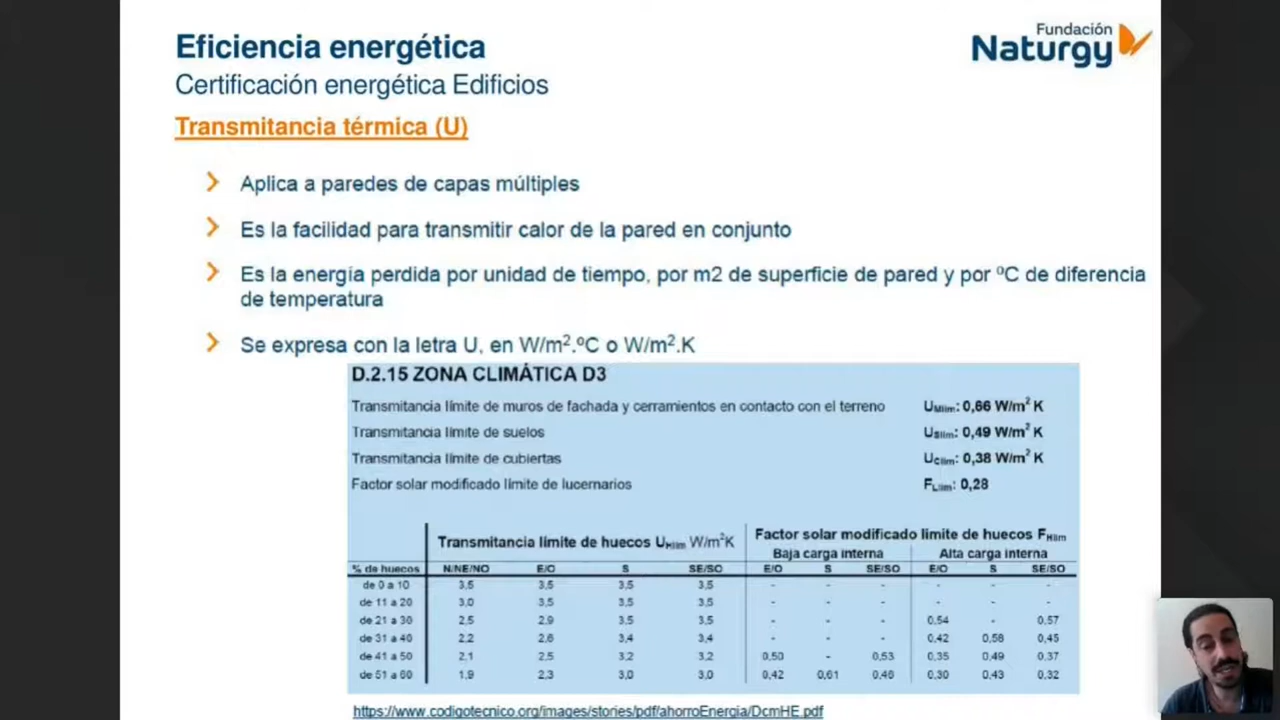 Eficiencia energética
Fundación
Naturgy
Certificación energética Edificios
Transmitancia térmica (U)
Aplica a paredes de capas múltiples
Es la facilidad para transmitir calor de la pared en conjunto
Es la energía perdida por unidad de tiempo, por m2 de superficie de pared y por ºC de diferencia
de temperatura
Se expresa con la letra U, en W/m².ºC o W/m².K
D.2.15 ZONA CLIMÁTICA D3
Transmitancia límite de muros de fachada y cerramientos en contacto con el terreno UMlim: 0,66 W/m² K
Transmitancia límite de suelos USlim: 0,49 W/m² K
Transmitancia límite de cubiertas UClim: 0,38 W/m² K
Factor solar modificado límite de lucernarios FLlim: 0,28
Transmitancia límite de huecos UHlim W/m²K Factor solar modificado límite de huecos FHlim
Baja carga interna Alta carga interna
% de huecos N/NE/NO E/O S SE/SO E/O S SE/SO E/O S SE/SO
de 0 a 10 3,5 3,5 3,5 3,5 - - - - - -
de 11 a 20 3,0 3,5 3,5 3,5 - - - - - -
de 21 a 30 2,5 2,9 3,5 3,5 - - - 0,54 - 0,57
de 31 a 40 2,2 2,6 3,4 3,4 - - - 0,42 0,58 0,45
de 41 a 50 2,1 2,5 3,2 3,2 0,50 - 0,53 0,35 0,49 0,37
de 51 a 60 1,9 2,3 3,0 3,0 0,42 0,61 0,46 0,30 0,43 0,32
https://www.codigotecnico.org/images/stories/pdf/ahorroEnergia/DcmHE.pdf